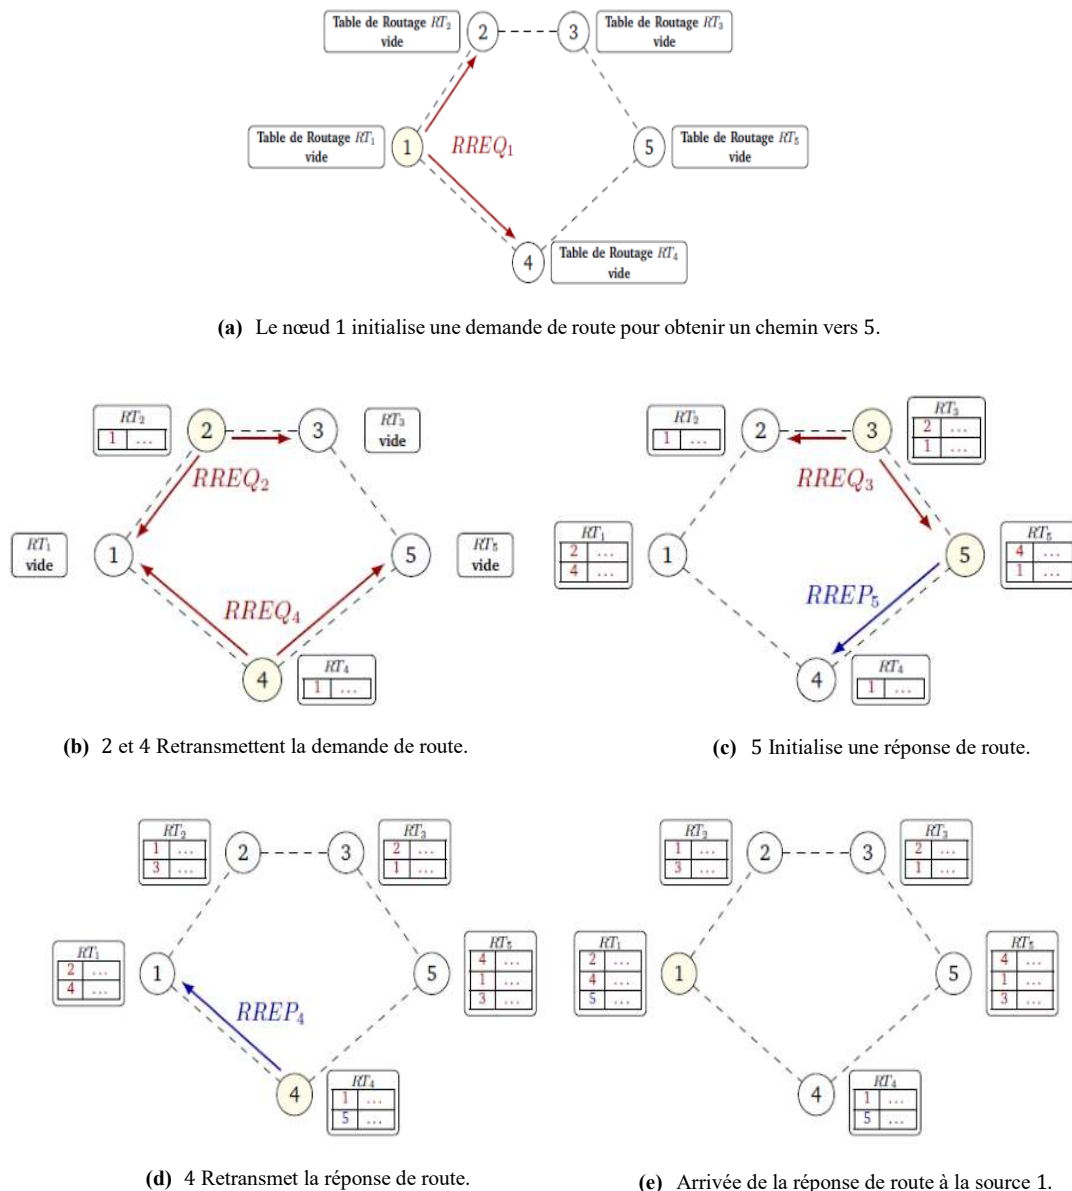 Table de Routage RT₂
vide
2
3
Table de Routage RT₃
vide
Table de Routage RT₁
vide
1
RREQ₁
5
Table de Routage RT₅
vide
4
Table de Routage RT₄
vide
(a) Le nœud 1 initialise une demande de route pour obtenir un chemin vers 5.
RT₂
1 ...
2
3
RT₃
vide
RREQ₂
RT₁
vide
1
5
RT₅
vide
RREQ₄
4
RT₄
1 ...
(b) 2 et 4 Retransmettent la demande de route.
RT₂
1 ...
2
3
RT₃
2 ...
1 ...
RREQ₃
RT₁
2 ...
4 ...
1
5
RT₅
4 ...
1 ...
RREP₅
4
RT₄
1 ...
(c) 5 Initialise une réponse de route.
RT₂
1 ...
3 ...
2
3
RT₃
2 ...
1 ...
RT₁
2 ...
4 ...
1
5
RT₅
4 ...
1 ...
3 ...
RREP₄
4
RT₄
1 ...
5 ...
(d) 4 Retransmet la réponse de route.
RT₂
1 ...
3 ...
2
3
RT₃
2 ...
1 ...
RT₁
2 ...
4 ...
5 ...
1
5
RT₅
4 ...
1 ...
3 ...
4
RT₄
1 ...
5 ...
(e) Arrivée de la réponse de route à la source 1.